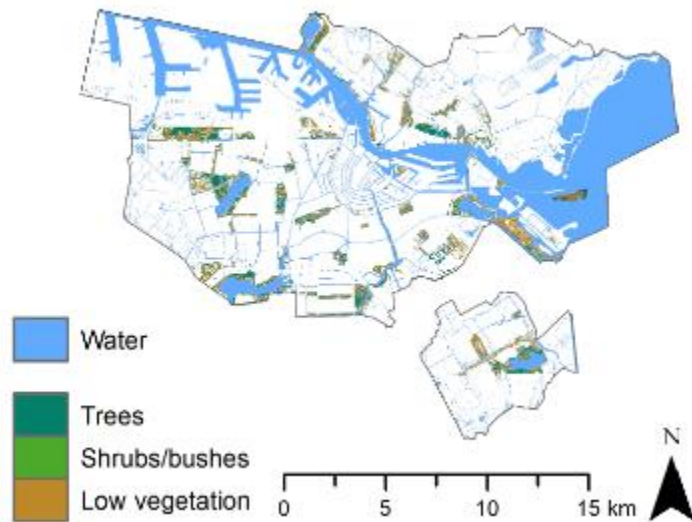 Water
Trees
Shrubs/bushes
Low vegetation
N
0 5 10 15 km